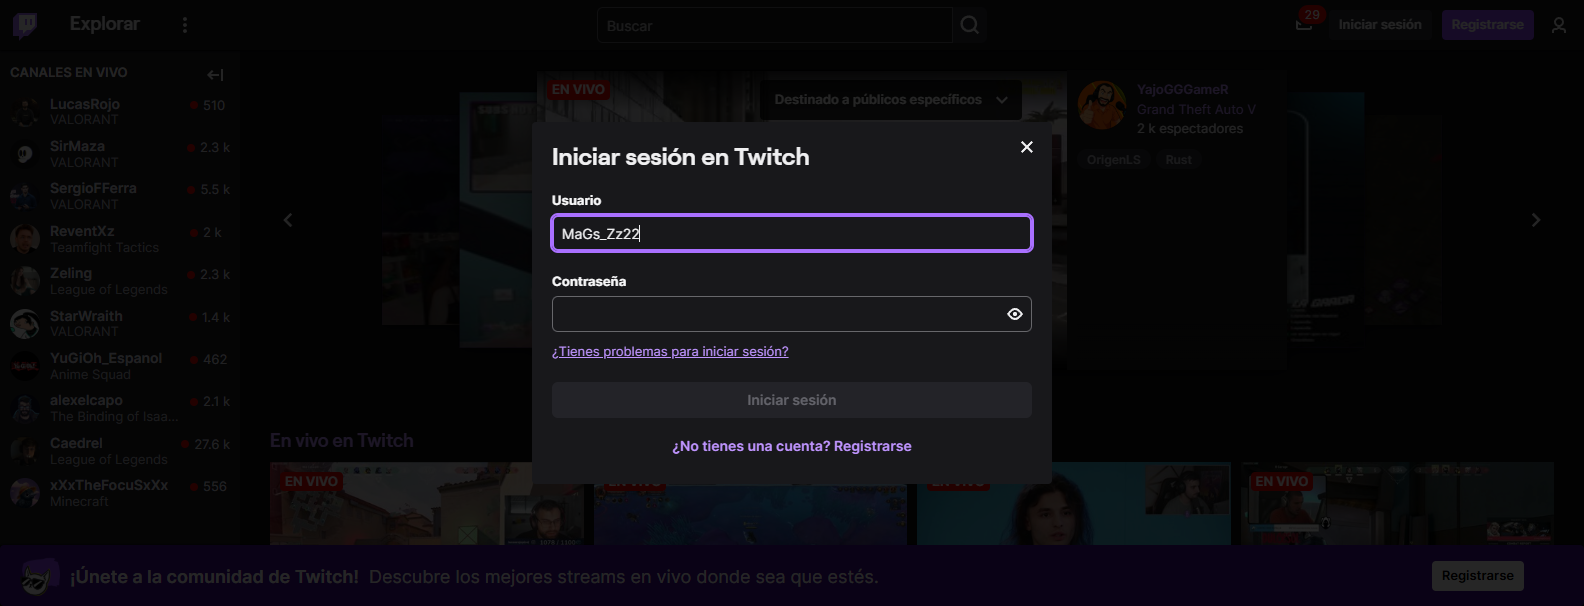 Explorar
Buscar
29
Iniciar sesión
Registrarse
CANALES EN VIVO
LucasRojo
510
VALORANT
SirMaza
2.3 k
VALORANT
SergioFFerra
5.5 k
VALORANT
ReventXz
2 k
Teamfight Tactics
Zeling
2.3 k
League of Legends
StarWraith
1.4 k
VALORANT
YuGiOh_Espanol
462
Anime Squad
alexelcapo
2.1 k
The Binding of Isaa...
Caedrel
27.6 k
League of Legends
xXxTheFocuSxXx
556
Minecraft
EN VIVO
Destinado a públicos específicos
YajoGGGameR
Grand Theft Auto V
2 k espectadores
OrigenLS
Rust
Iniciar sesión en Twitch
Usuario
MaGs_Zz22
Contraseña
¿Tienes problemas para iniciar sesión?
Iniciar sesión
¿No tienes una cuenta? Registrarse
En vivo en Twitch
EN VIVO
EN VIVO
EN VIVO
EN VIVO
¡Únete a la comunidad de Twitch! Descubre los mejores streams en vivo donde sea que estés.
Registrarse